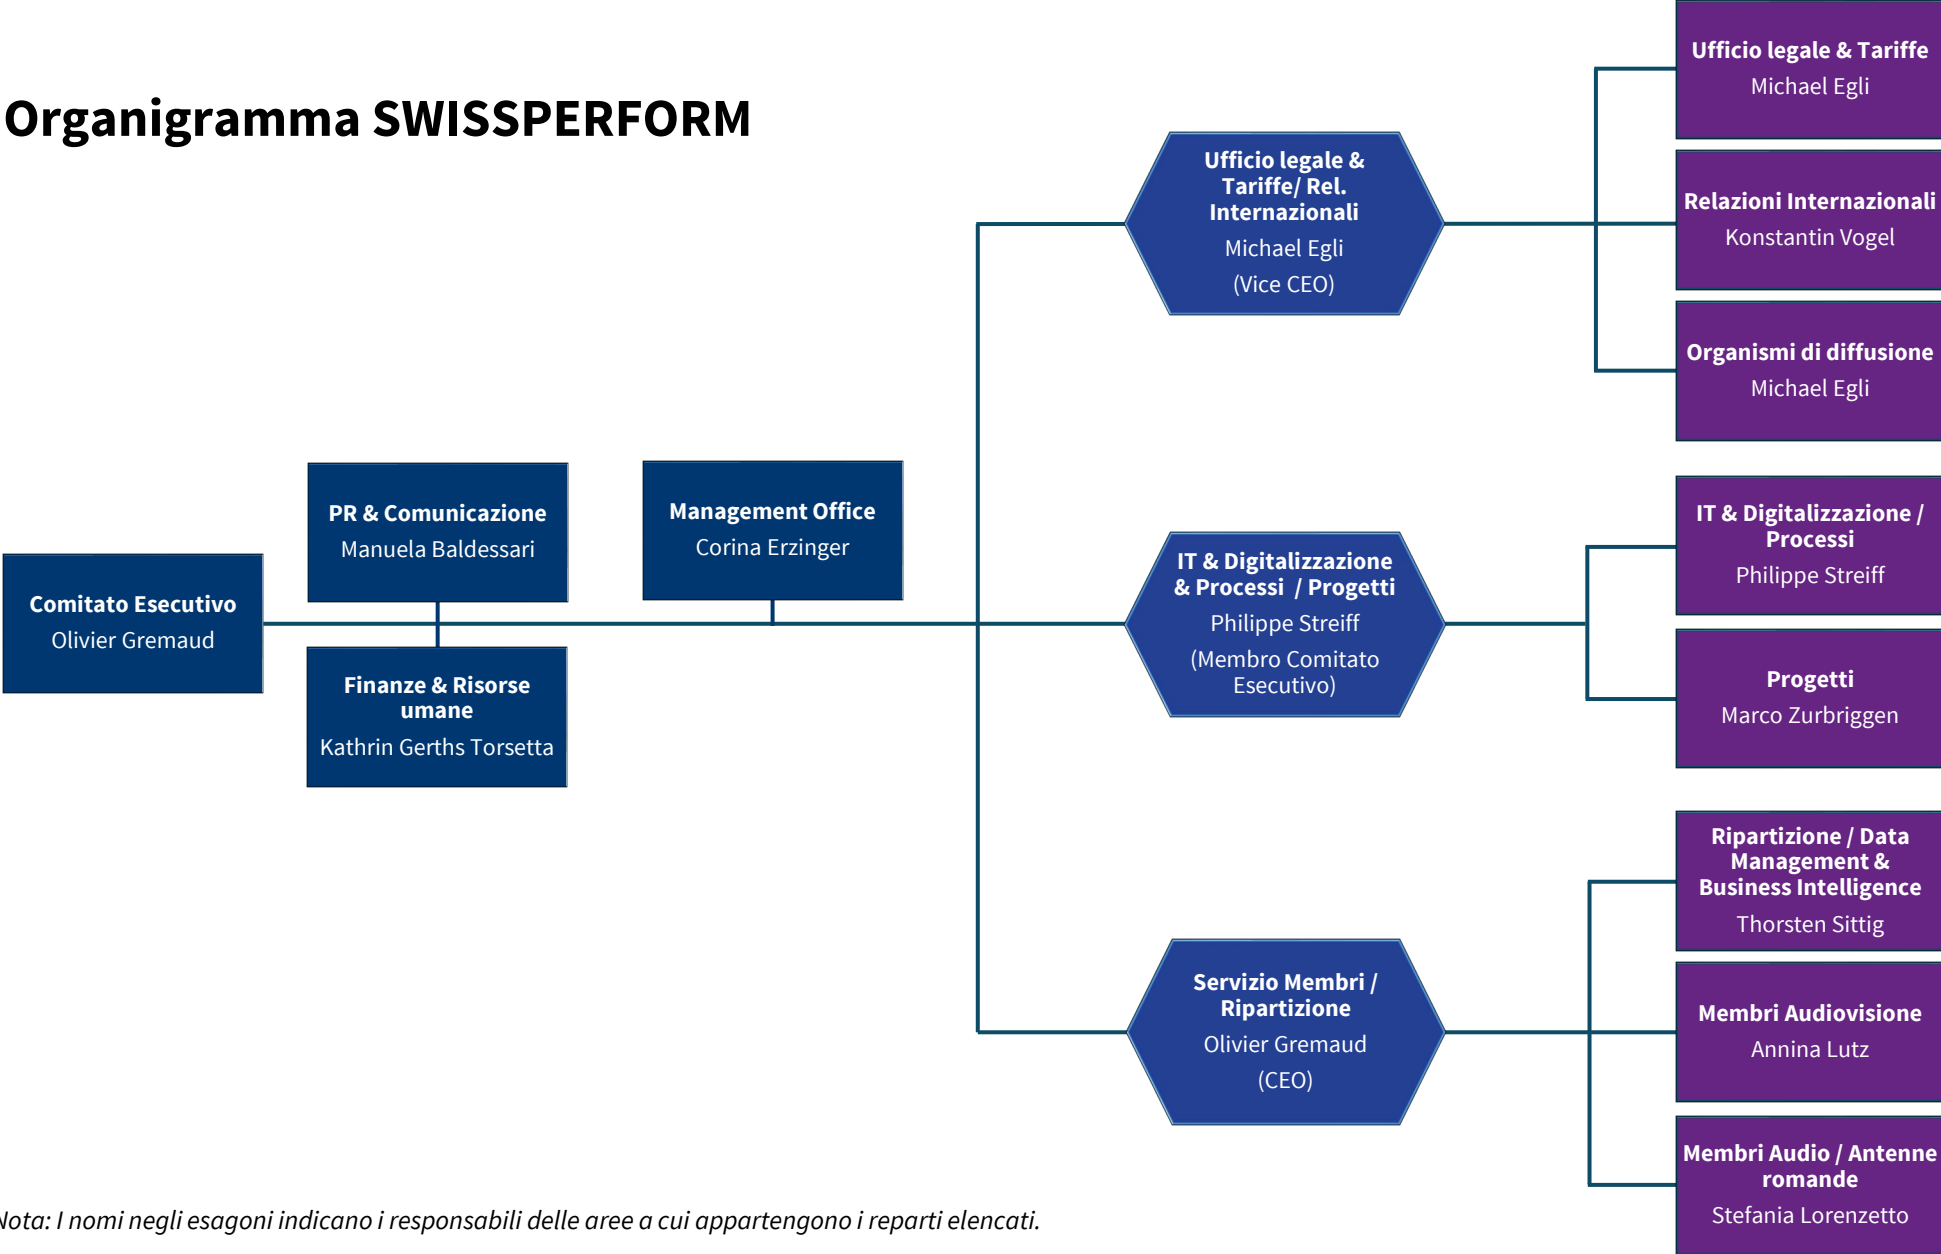 Organigramma SWISSPERFORM
Comitato Esecutivo
Olivier Gremaud
PR & Comunicazione
Manuela Baldessari
Finanze & Risorse
umane
Kathrin Gerths Torsetta
Management Office
Corina Erzinger
Ufficio legale &
Tariffe/ Rel.
Internazionali
Michael Egli
(Vice CEO)
Ufficio legale & Tariffe
Michael Egli
Relazioni Internazionali
Konstantin Vogel
Organismi di diffusione
Michael Egli
IT & Digitalizzazione
& Processi / Progetti
Philippe Streiff
(Membro Comitato
Esecutivo)
IT & Digitalizzazione /
Processi
Philippe Streiff
Progetti
Marco Zurbriggen
Servizio Membri /
Ripartizione
Olivier Gremaud
(CEO)
Ripartizione / Data
Management &
Business Intelligence
Thorsten Sittig
Membri Audiovisione
Annina Lutz
Membri Audio / Antenne
romande
Stefania Lorenzetto
Nota: I nomi negli esagoni indicano i responsabili delle aree a cui appartengono i reparti elencati.